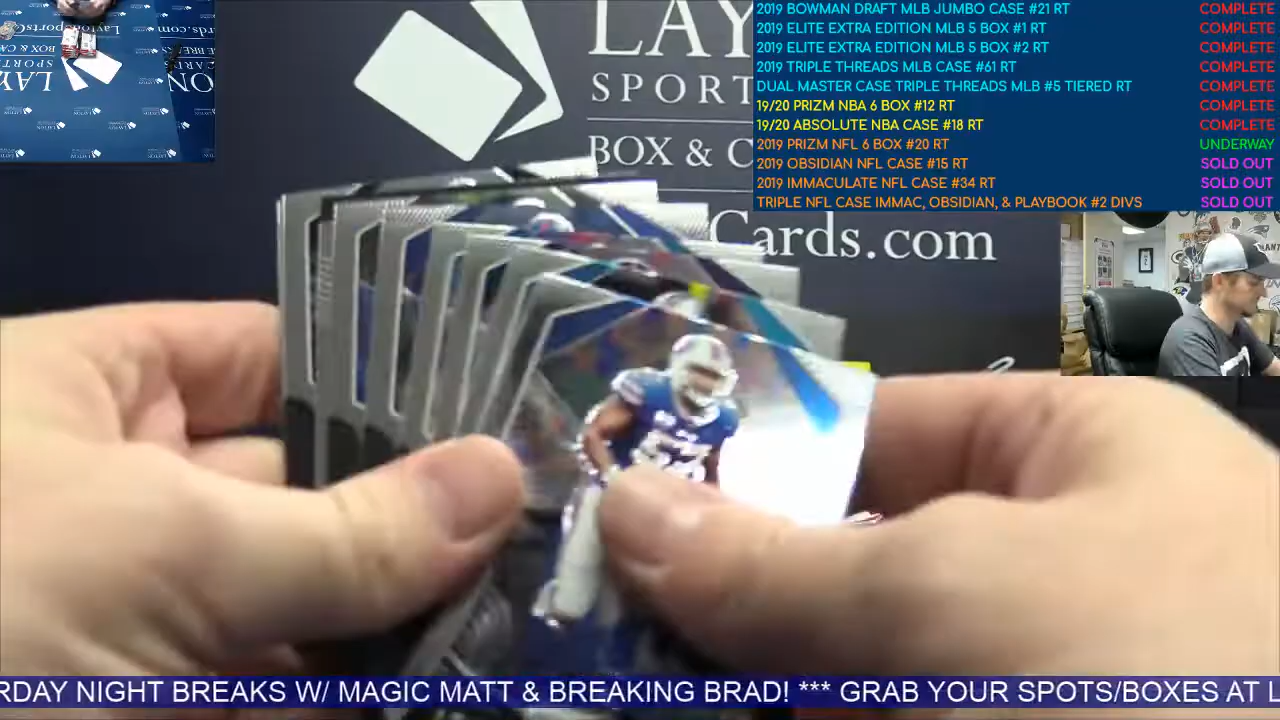 2019 BOWMAN DRAFT MLB JUMBO CASE #21 RT COMPLETE
2019 ELITE EXTRA EDITION MLB 5 BOX #1 RT COMPLETE
2019 ELITE EXTRA EDITION MLB 5 BOX #2 RT COMPLETE
2019 TRIPLE THREADS MLB CASE #61 RT COMPLETE
DUAL MASTER CASE TRIPLE THREADS MLB #5 TIERED RT COMPLETE
19/20 PRIZM NBA 6 BOX #12 RT COMPLETE
19/20 ABSOLUTE NBA CASE #18 RT COMPLETE
2019 PRIZM NFL 6 BOX #20 RT UNDERWAY
2019 OBSIDIAN NFL CASE #15 RT SOLD OUT
2019 IMMACULATE NFL CASE #34 RT SOLD OUT
TRIPLE NFL CASE IMMAC, OBSIDIAN, & PLAYBOOK #2 DIVS SOLD OUT
LAY
SPORT
BOX & C
Cards.com
RDAY NIGHT BREAKS W/ MAGIC MATT & BREAKING BRAD! *** GRAB YOUR SPOTS/BOXES AT L